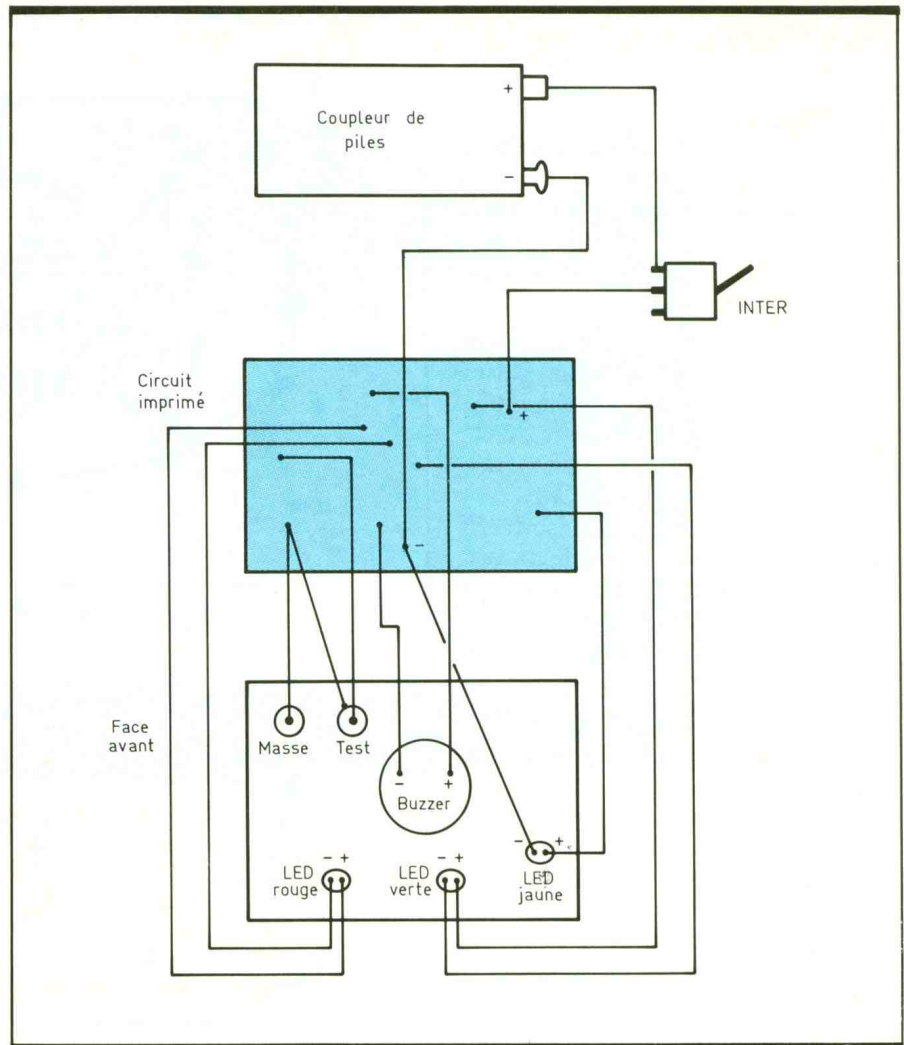 +
Coupleur de
piles
-
INTER
Circuit
imprimé
+
-
Face
avant
Masse
Test
- +
Buzzer
- +
LED
jaune
- +
LED
rouge
- +
LED
verte